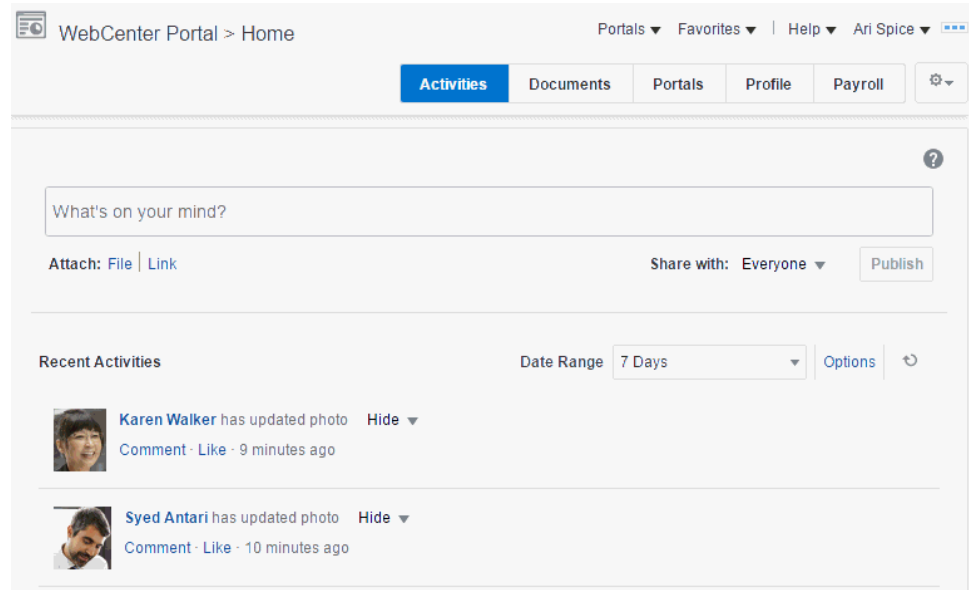 WebCenter Portal > Home
Portals Favorites | Help Ari Spice
Activities Documents Portals Profile Payroll
What's on your mind?
Attach: File | Link Share with: Everyone Publish
Recent Activities Date Range 7 Days Options
Karen Walker has updated photo Hide
Comment · Like · 9 minutes ago
Syed Antari has updated photo Hide
Comment · Like · 10 minutes ago